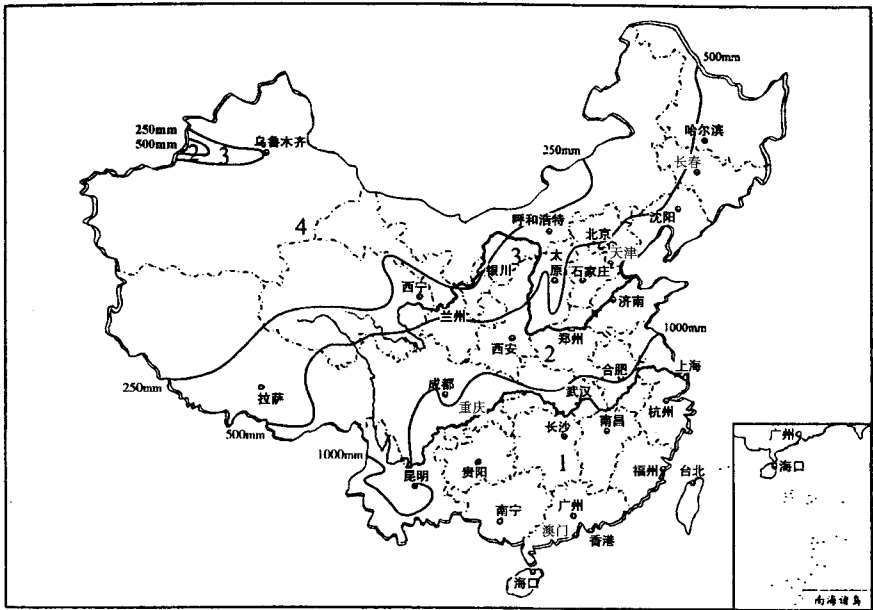 500mm
哈尔滨
长春
250mm
500mm
2
3
乌鲁木齐
250mm
沈阳
4
呼和浩特
北京
天津
3
银川
太原
石家庄
西宁
济南
兰州
郑州
1000mm
西安
2
合肥
上海
250mm
拉萨
成都
武汉
重庆
杭州
500mm
长沙
南昌
1000mm
昆明
贵阳
1
福州
台北
南宁
广州
澳门
香港
海口
广州
海口
南海诸岛